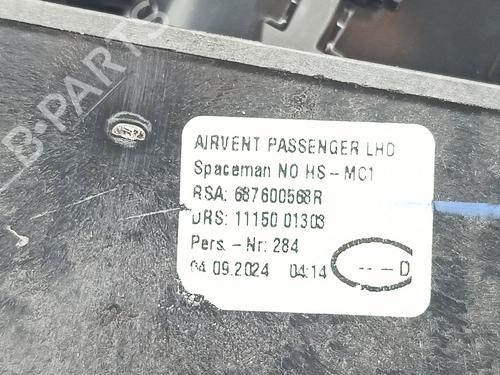 B-PARTS
AIRVENT PASSENGER LHD
Spaceman NO HS-MC1
RSA: 687600568R
DRS: 11150 01303
Pers. - Nr: 284
04.09.2024 04:14 -- - D